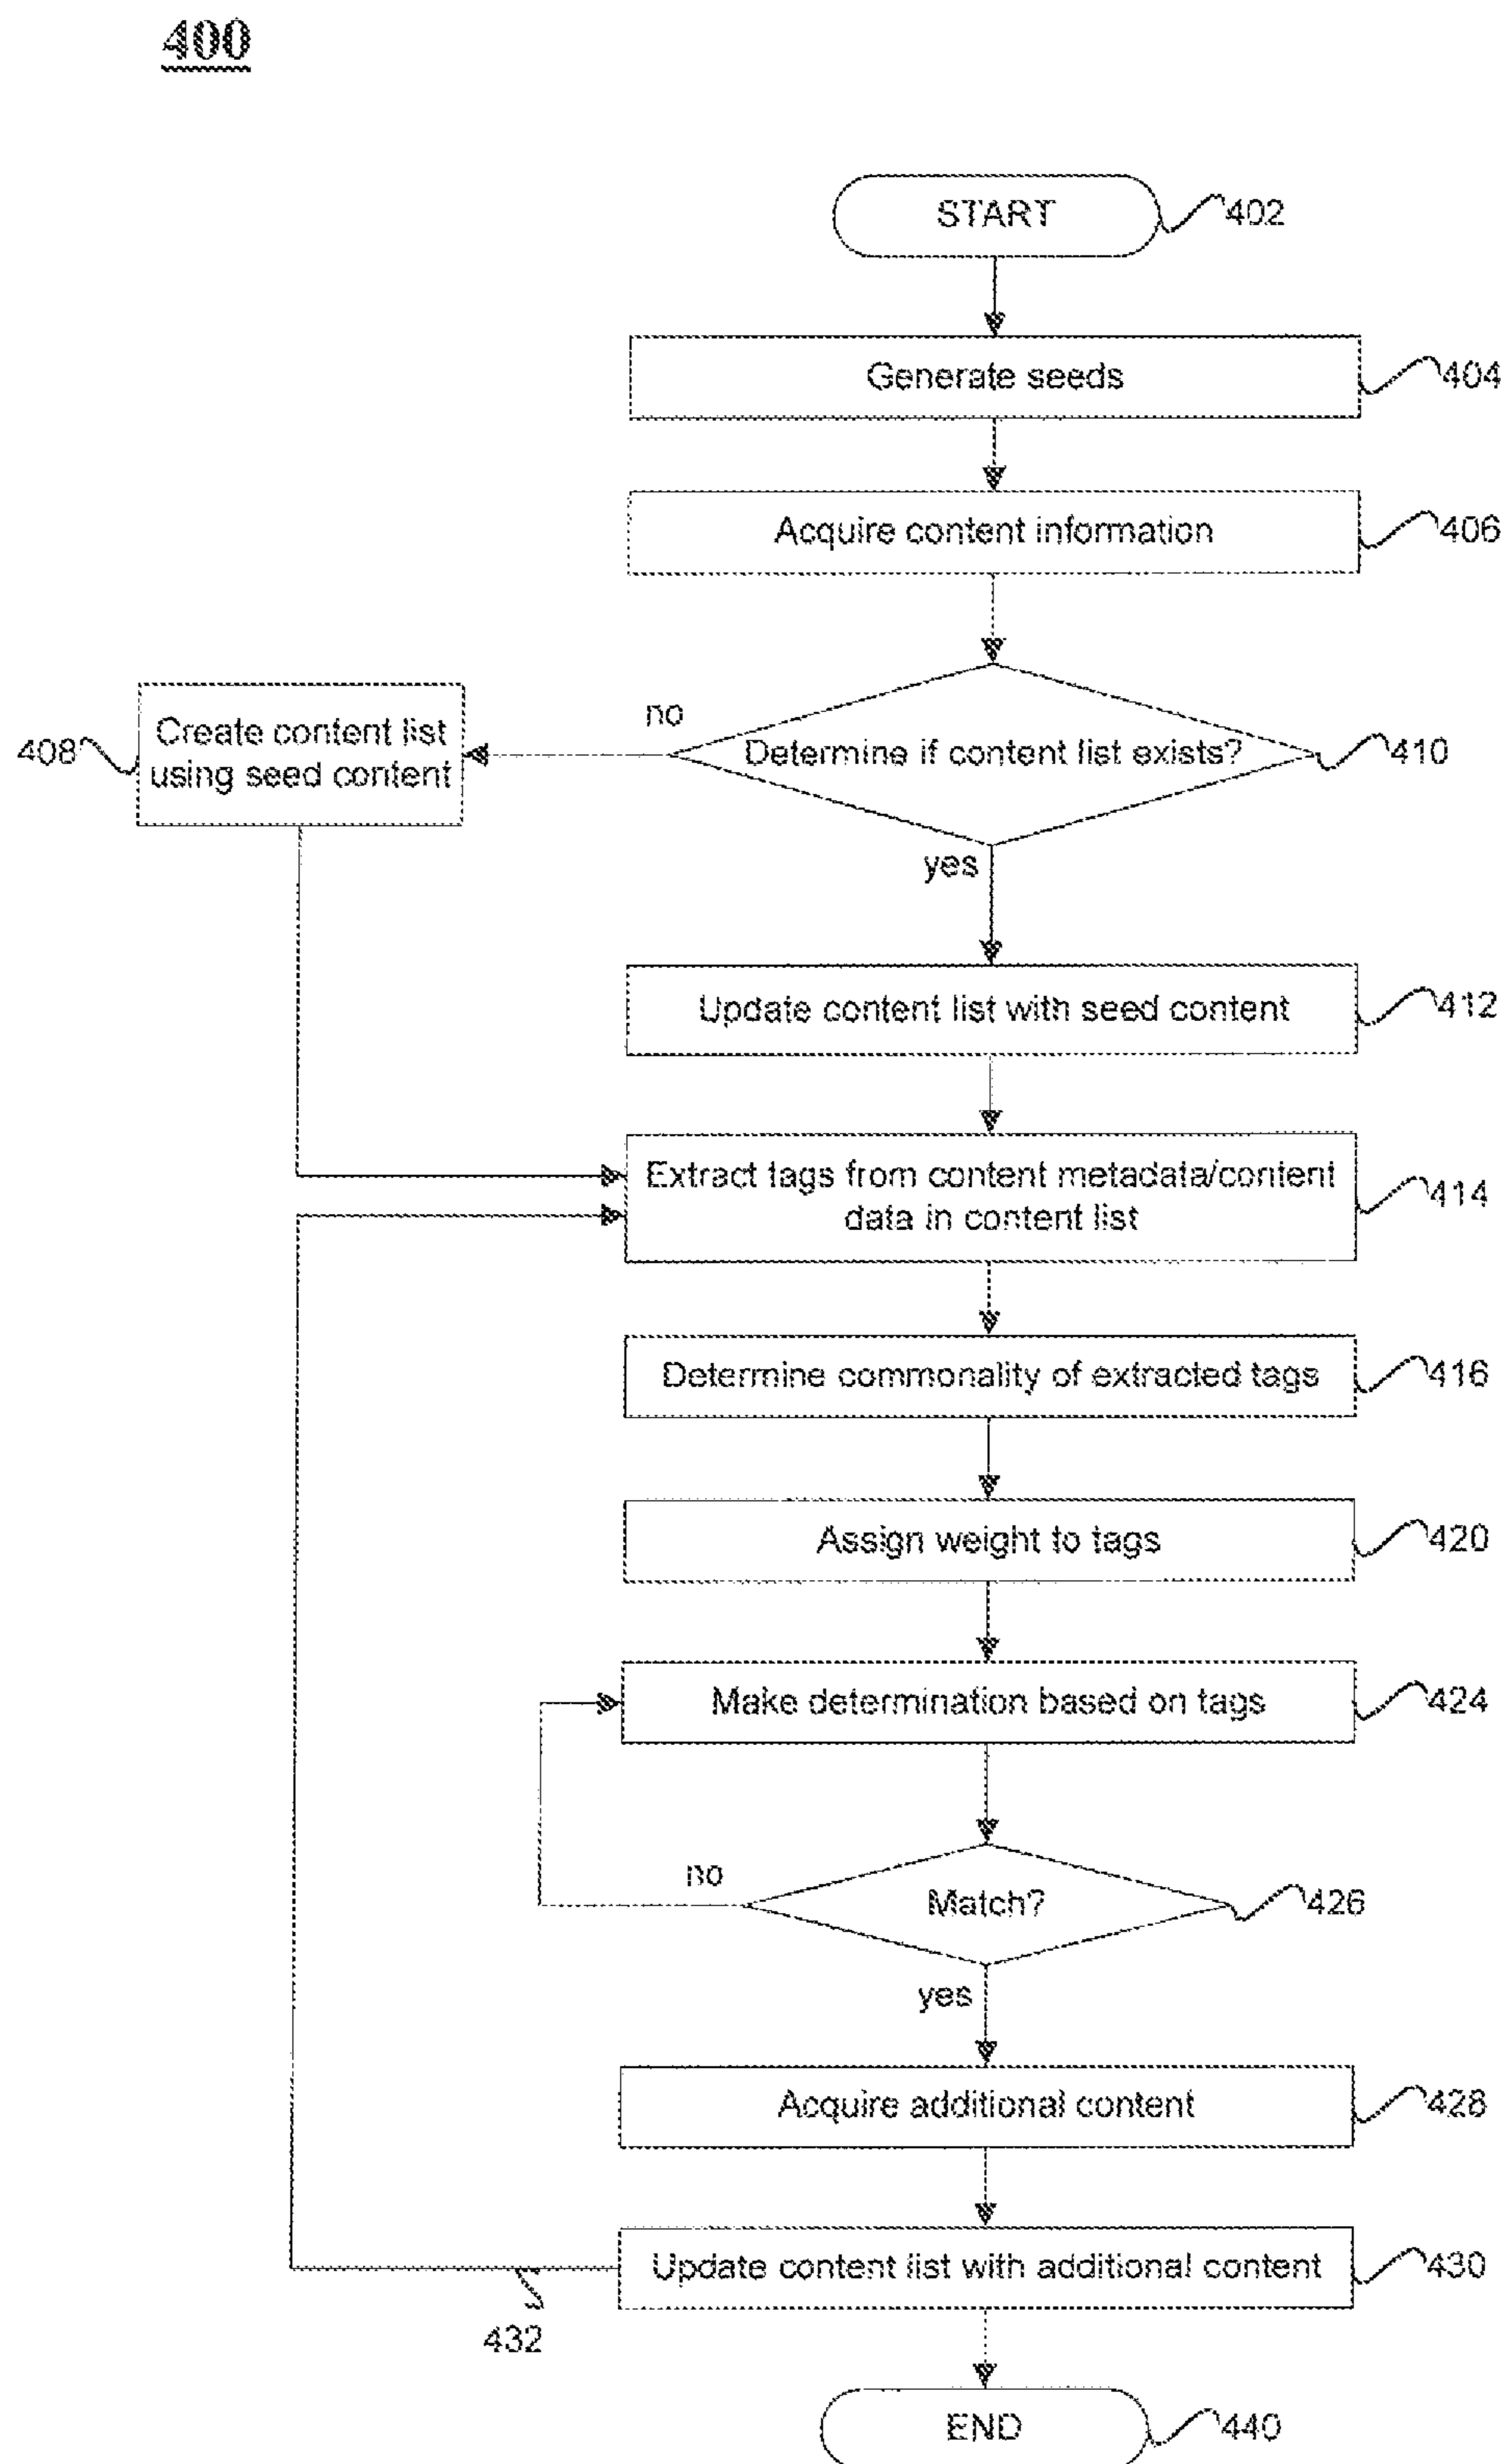 400
START
402
Generate seeds
404
Acquire content information
406
no
Create content list
using seed content
408
Determine if content list exists?
410
yes
Update content list with seed content
412
Extract tags from content metadata/content
data in content list
414
Determine commonality of extracted tags
416
Assign weight to tags
420
Make determination based on tags
424
no
Match?
426
yes
Acquire additional content
428
Update content list with additional content
430
432
END
440